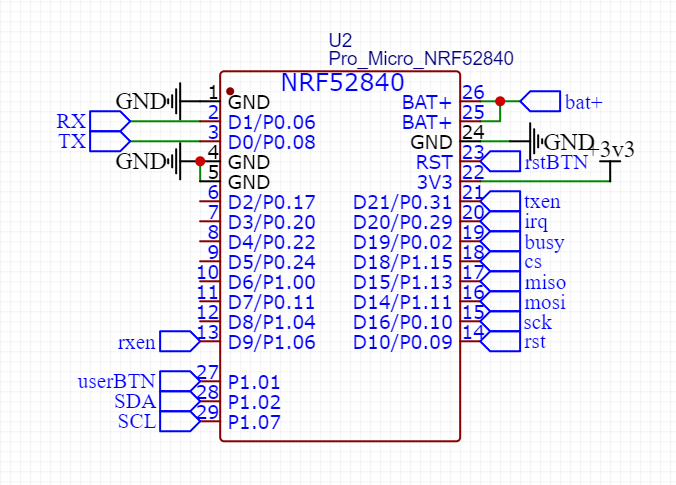 U2
Pro_Micro_NRF52840
NRF52840
GND 1 GND
RX 2 D1/P0.06
TX 3 D0/P0.08
GND 4 GND
5 GND
6 D2/P0.17
7 D3/P0.20
8 D4/P0.22
9 D5/P0.24
10 D6/P1.00
11 D7/P0.11
12 D8/P1.04
rxen 13 D9/P1.06
userBTN 27 P1.01
SDA 28 P1.02
SCL 29 P1.07
BAT+ 26 bat+
BAT+ 25
GND 24 GND
RST 23 rstBTN
3V3 22 +3v3
D21/P0.31 21 txen
D20/P0.29 20 irq
D19/P0.02 19 busy
D18/P1.15 18 cs
D15/P1.13 17 miso
D14/P1.11 16 mosi
D16/P0.10 15 sck
D10/P0.09 14 rst